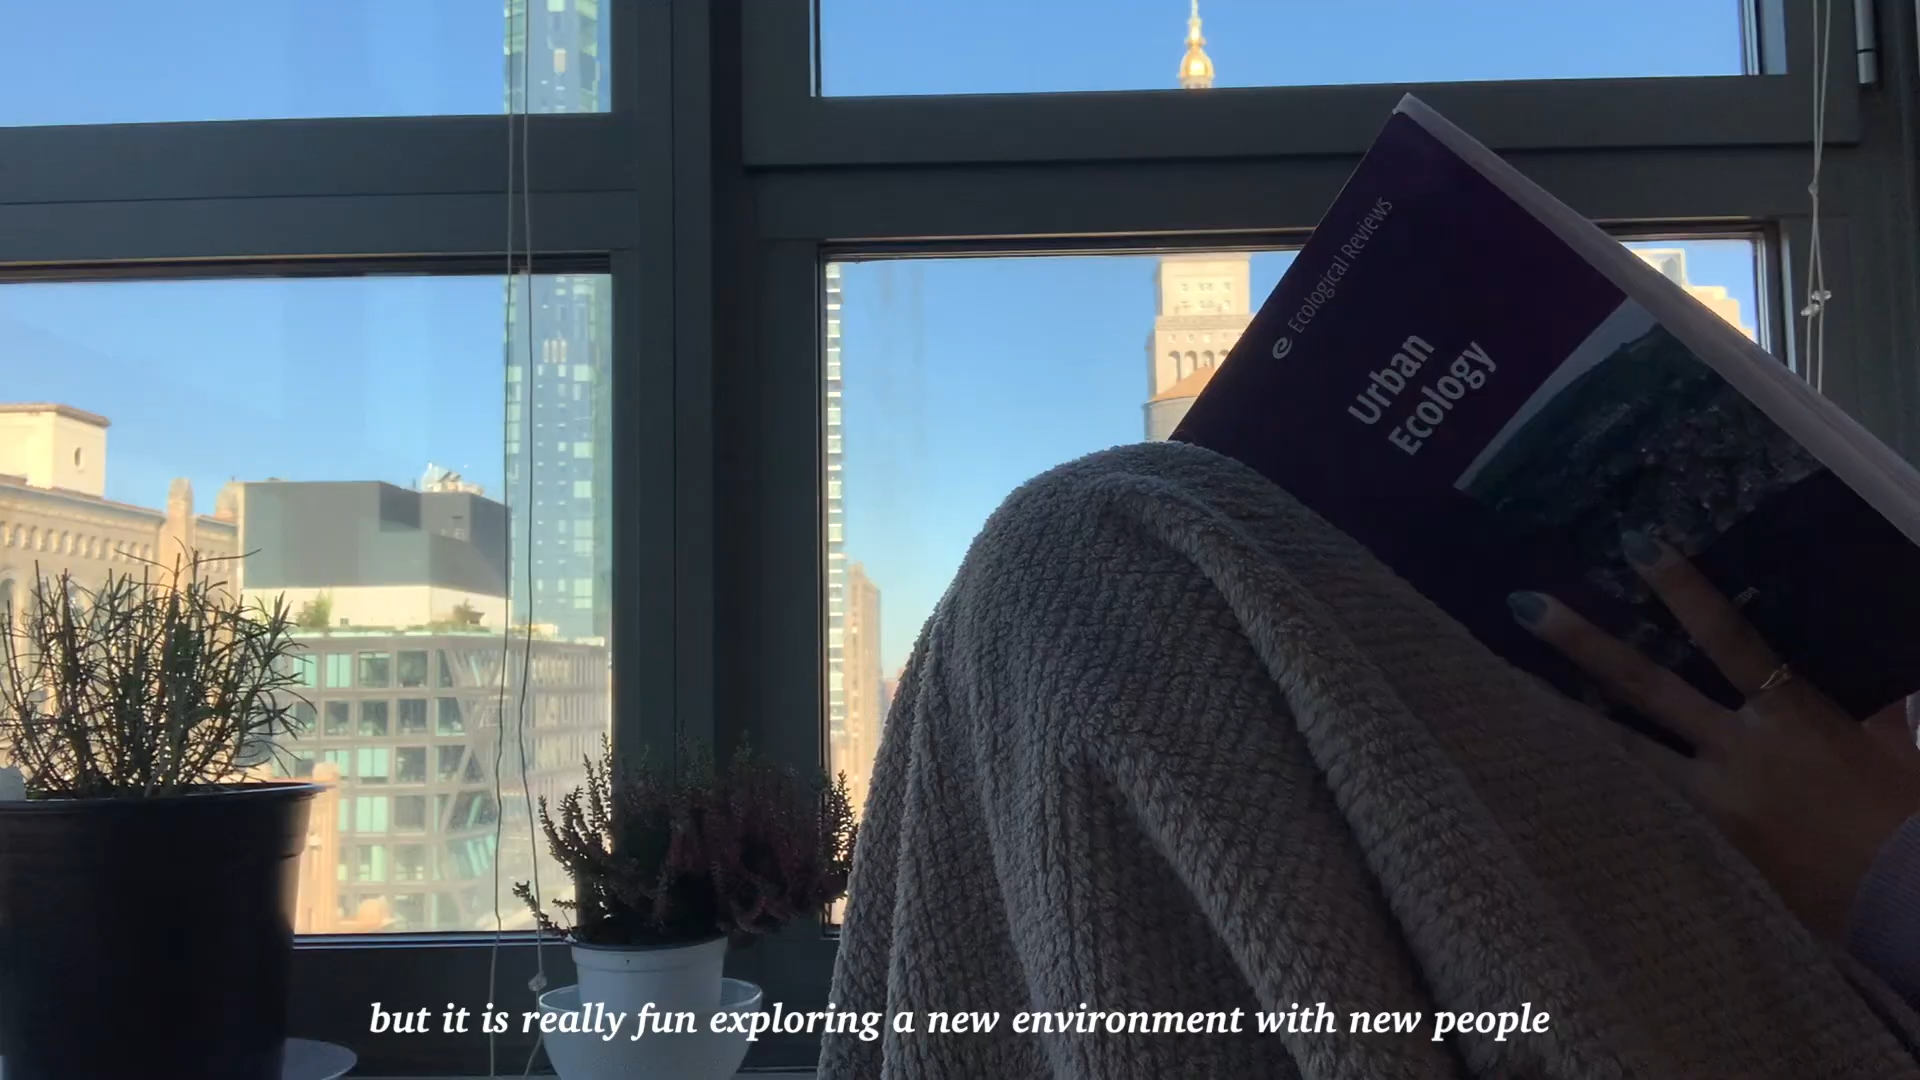 Ecological Reviews
Urban
Ecology
but it is really fun exploring a new environment with new people